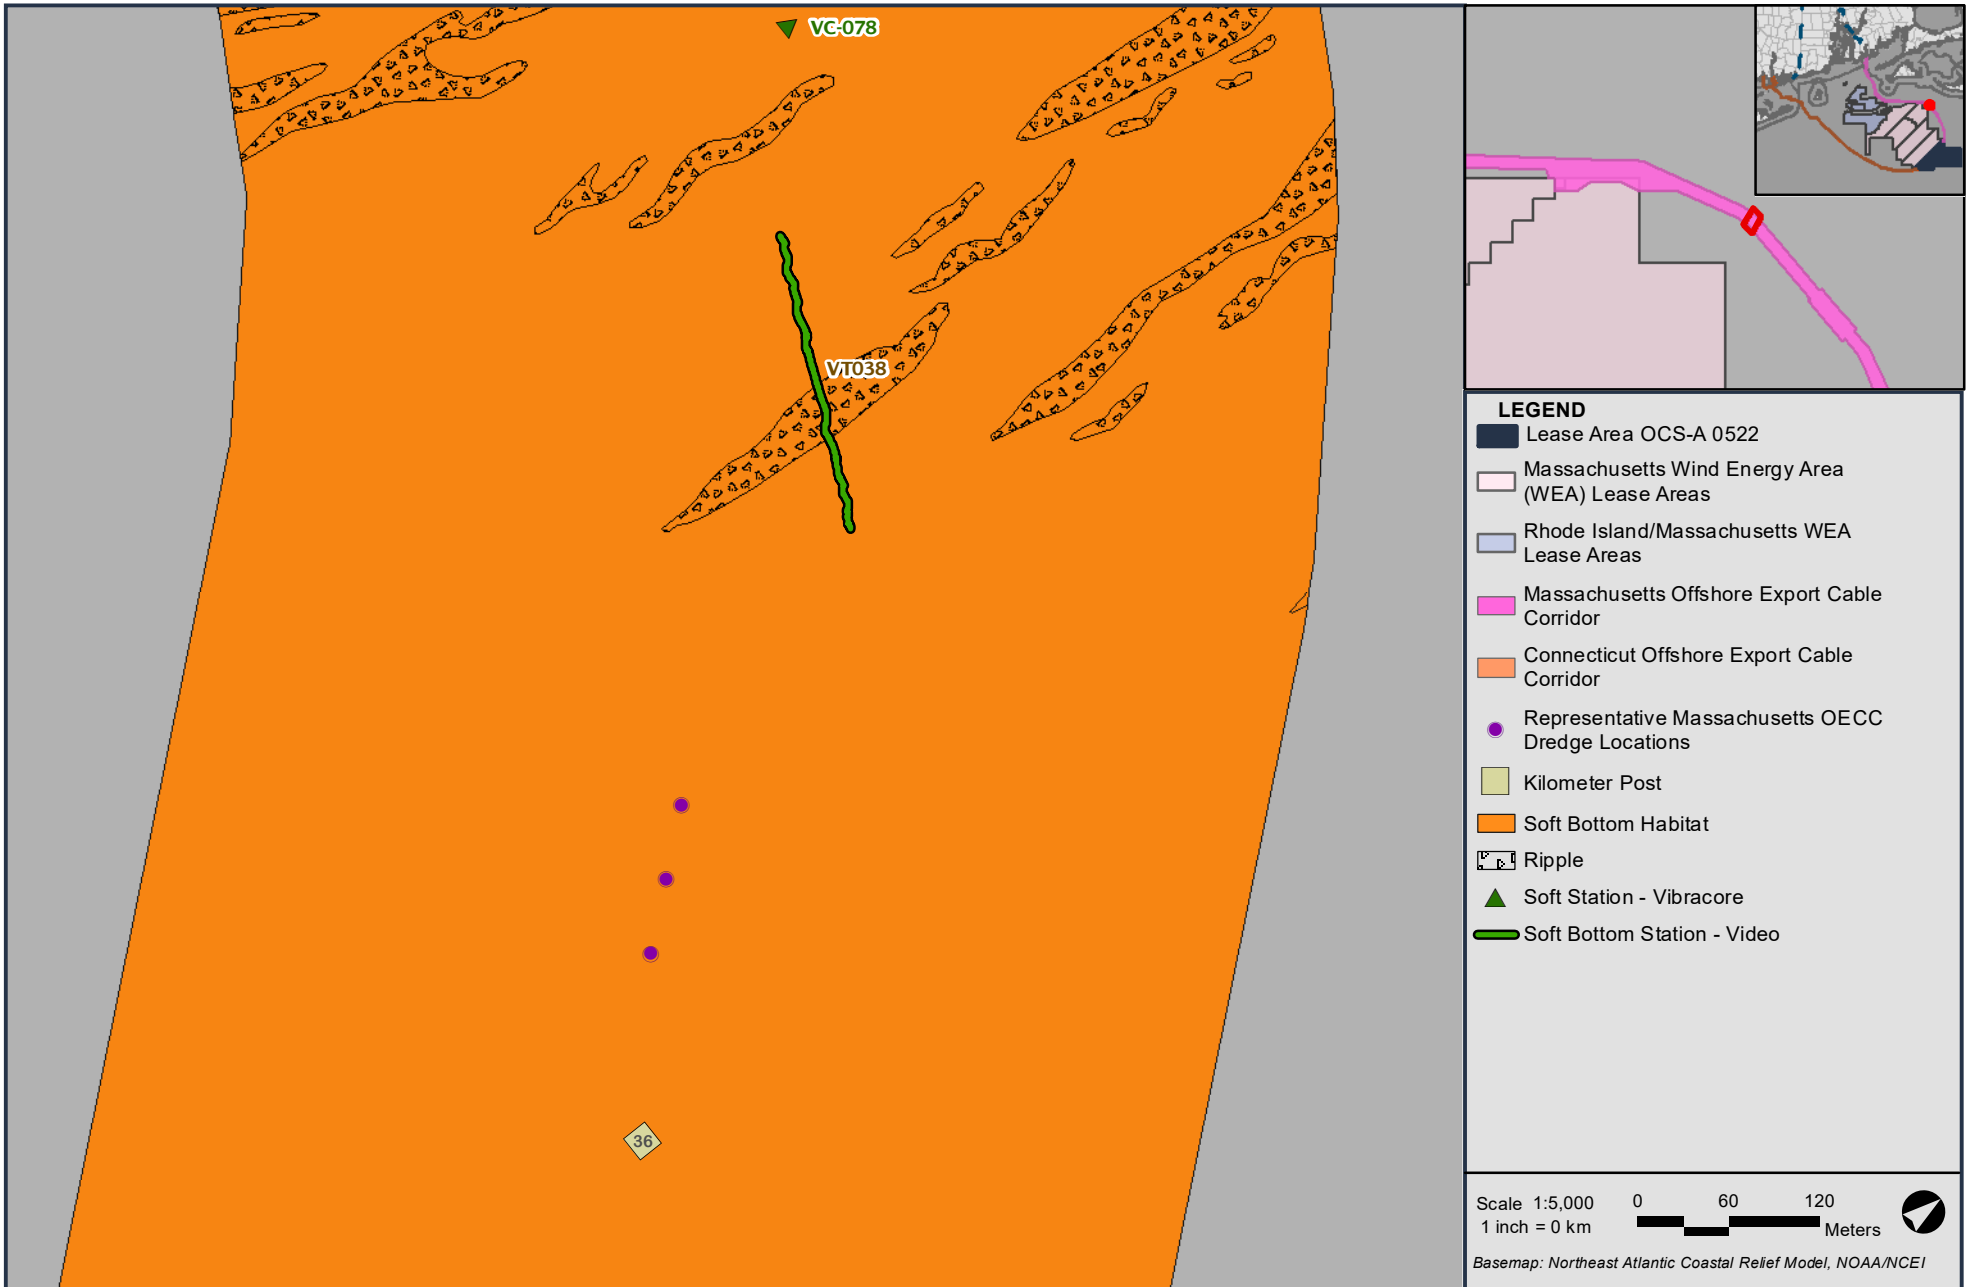 VC-078
VT038
36
LEGEND
Lease Area OCS-A 0522
Massachusetts Wind Energy Area
(WEA) Lease Areas
Rhode Island/Massachusetts WEA
Lease Areas
Massachusetts Offshore Export Cable
Corridor
Connecticut Offshore Export Cable
Corridor
Representative Massachusetts OECC
Dredge Locations
Kilometer Post
Soft Bottom Habitat
Ripple
Soft Station - Vibracore
Soft Bottom Station - Video
Scale 1:5,000
1 inch = 0 km
0 60 120
Meters
Basemap: Northeast Atlantic Coastal Relief Model, NOAA/NCEI